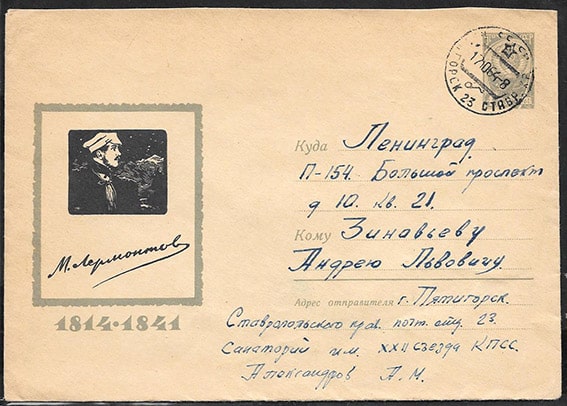 М. Лермонтов
1814·1841
СССР
ГОРСК 23 СТАВР. КР.
Куда Ленинград
П-154 Большой проспект
д 10. кв. 21.
Кому Зинавьеву
Андрею Львовичу.
Адрес отправителя г. Пятигорск.
Ставропольского края. почт. отд. 23.
Санаторий им. XXII съезда КПСС.
Александров А. М.